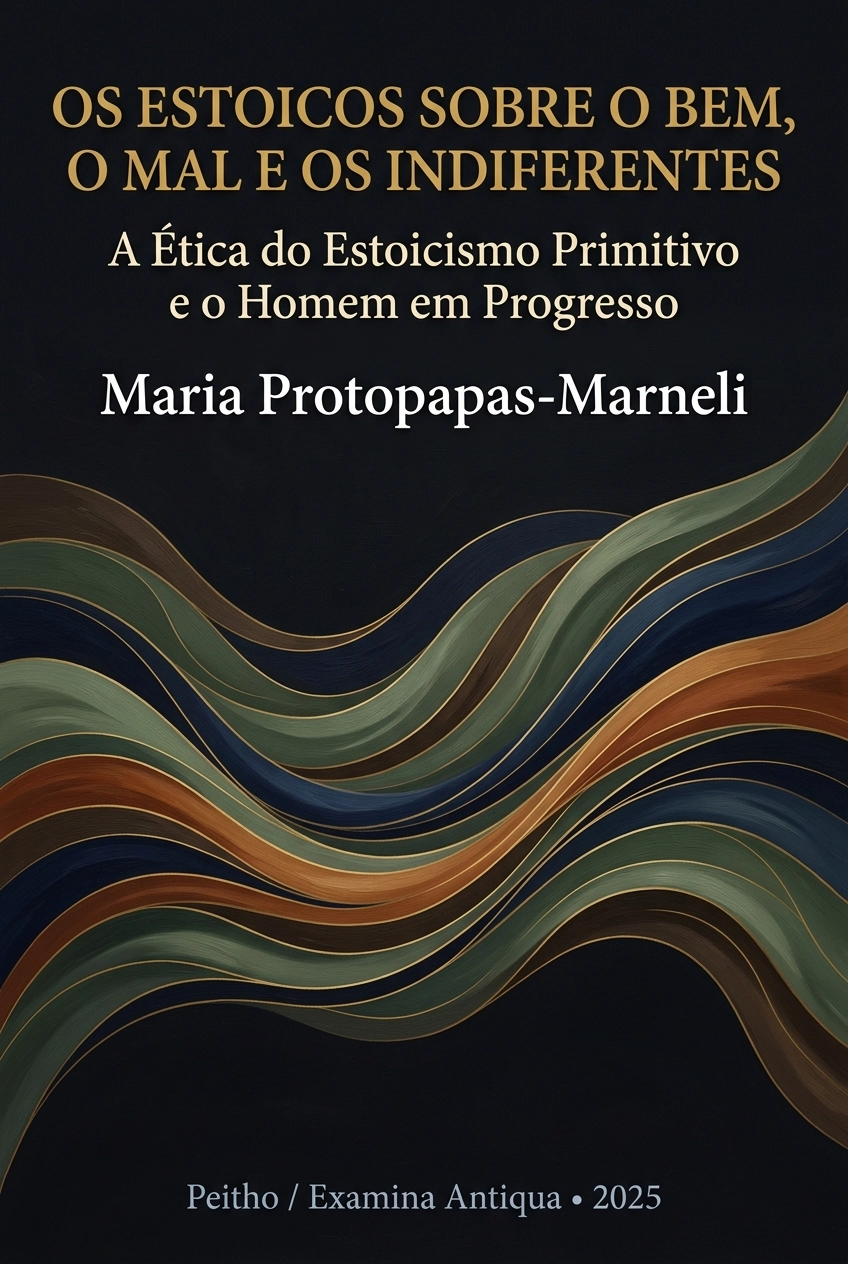 OS ESTOICOS SOBRE O BEM,
O MAL E OS INDIFERENTES
A Ética do Estoicismo Primitivo
e o Homem em Progresso
Maria Protopapas-Marneli
Peitho / Examina Antiqua • 2025